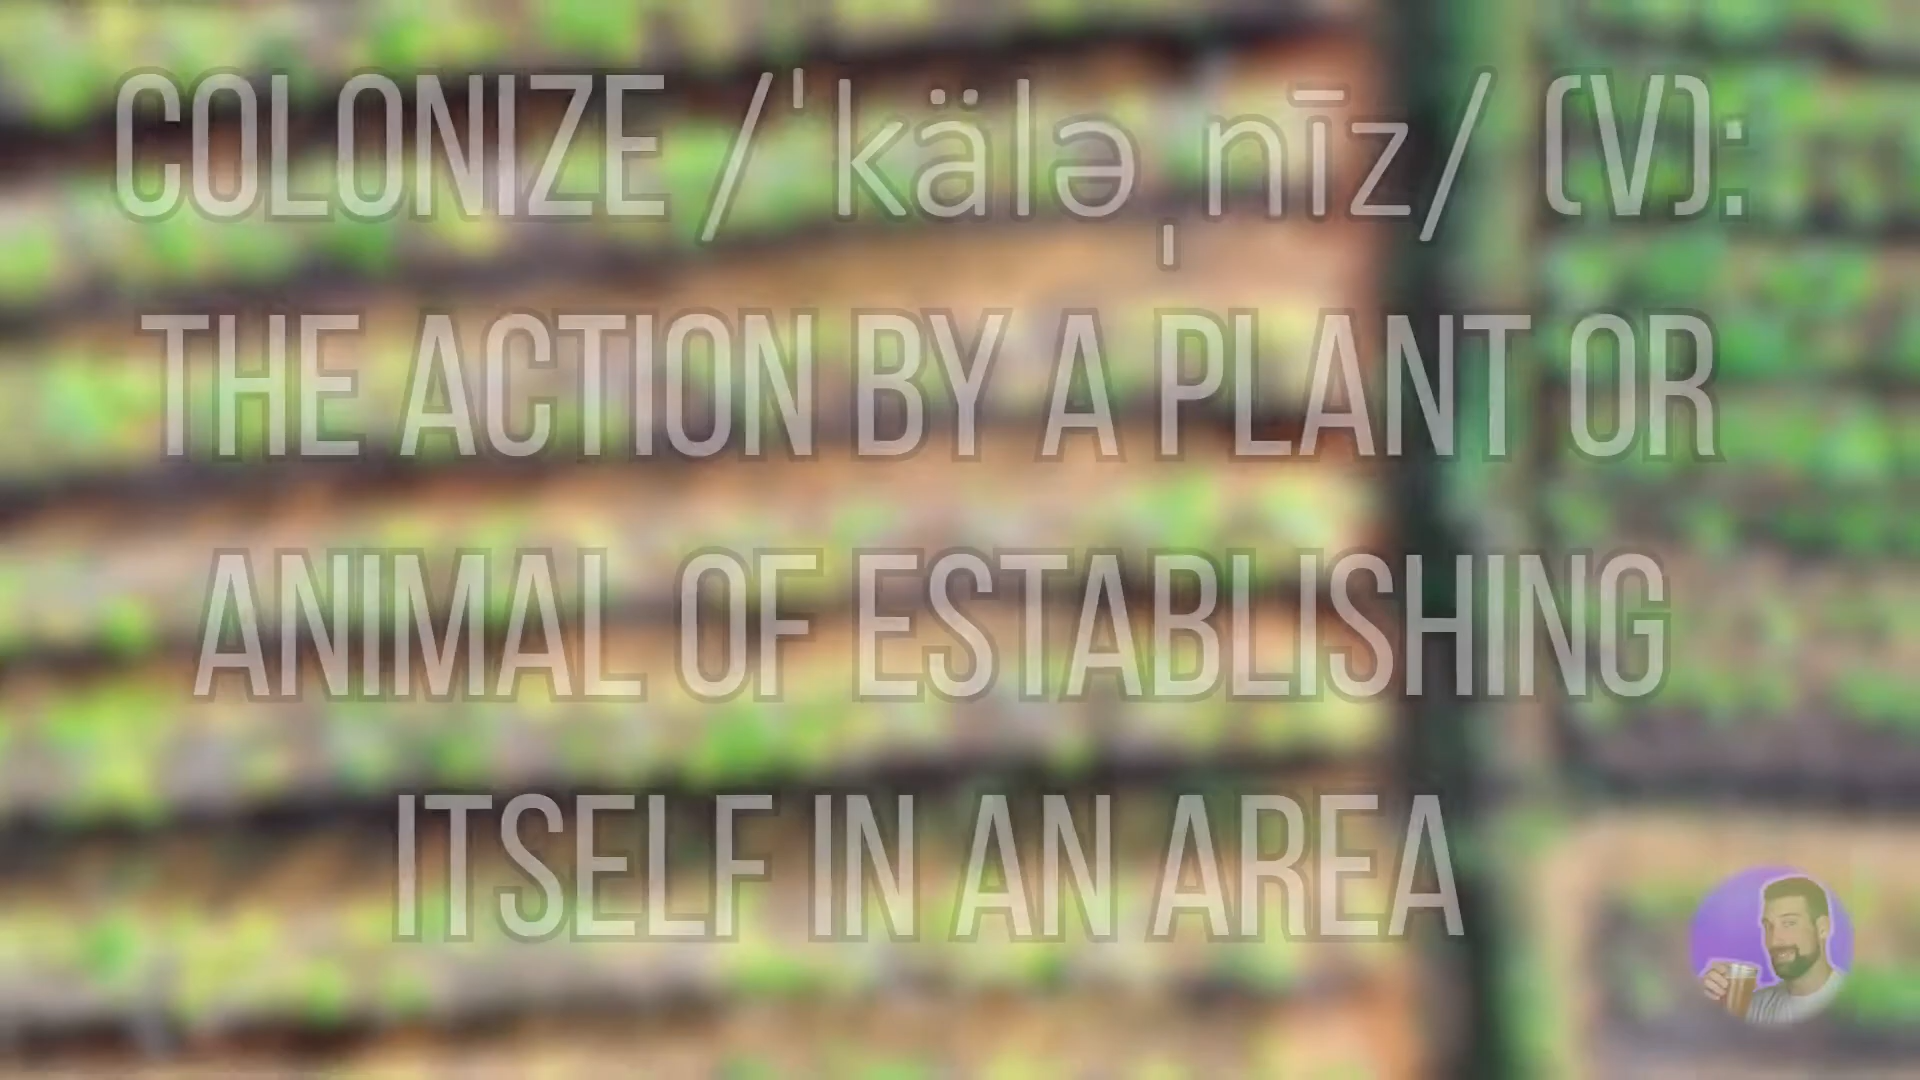 COLONIZE /ˈkäləˌnīz/ (V):
THE ACTION BY A PLANT OR
ANIMAL OF ESTABLISHING
ITSELF IN AN AREA